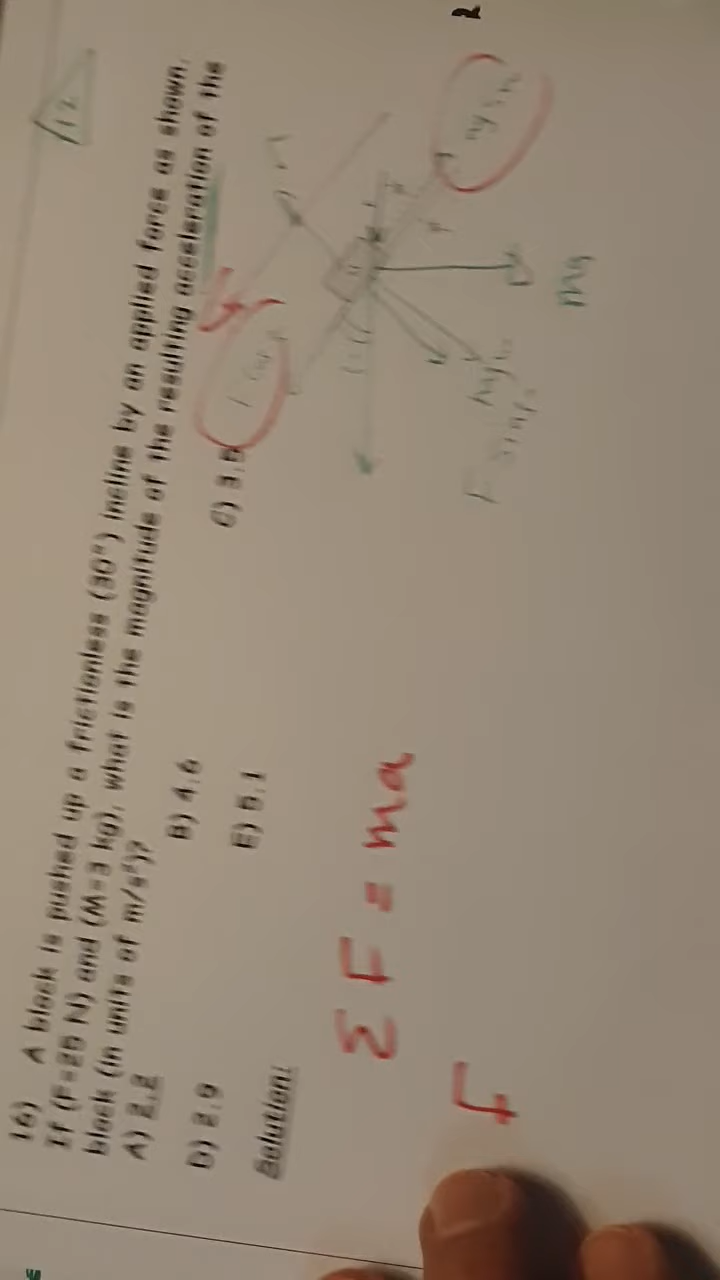 16) A block is pushed up a frictionless (30°) incline by an applied force as shown.
If (F=25 N) and (M=3 kg), what is the magnitude of the resulting acceleration of the
block (in units of m/s²)?
A) 2.2
B) 4.6
C) 3.5
D) 2.9
E) 5.1
Solution:
Σ F = ma
F
mg